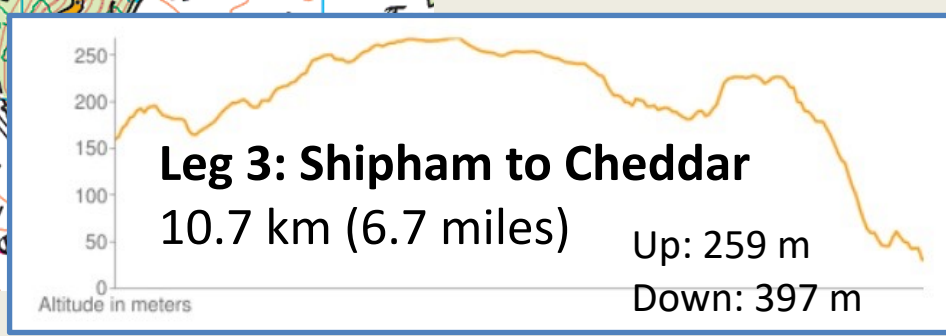 250
200
150
100
50
0
Altitude in meters
Leg 3: Shipham to Cheddar
10.7 km (6.7 miles)
Up: 259 m
Down: 397 m